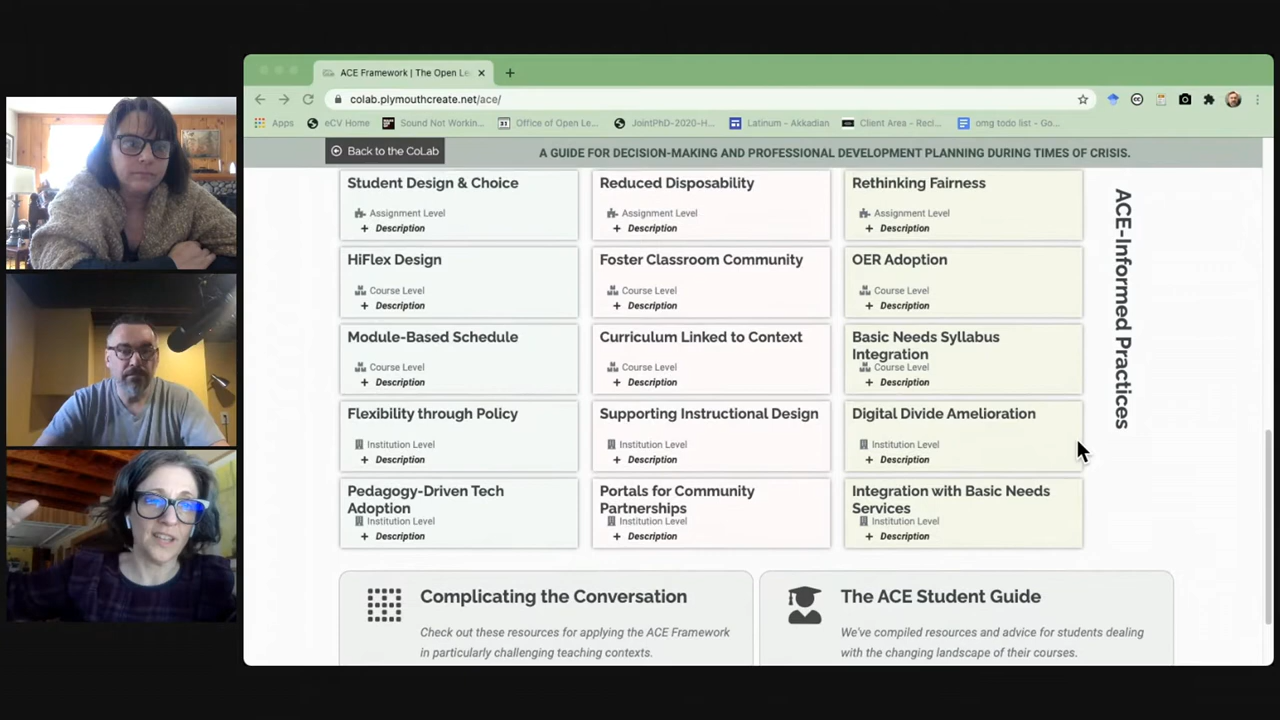 ACE Framework | The Open Le
colab.plymouthcreate.net/ace/
Apps eCV Home Sound Not Workin... Office of Open Le... JointPhD-2020-H... Latinum - Akkadian Client Area - Reci... omg todo list - Go...
Back to the CoLab
A GUIDE FOR DECISION-MAKING AND PROFESSIONAL DEVELOPMENT PLANNING DURING TIMES OF CRISIS.
Student Design & Choice
Assignment Level
+ Description
Reduced Disposability
Assignment Level
+ Description
Rethinking Fairness
Assignment Level
+ Description
HiFlex Design
Course Level
+ Description
Foster Classroom Community
Course Level
+ Description
OER Adoption
Course Level
+ Description
Module-Based Schedule
Course Level
+ Description
Curriculum Linked to Context
Course Level
+ Description
Basic Needs Syllabus
Integration
Course Level
+ Description
Flexibility through Policy
Institution Level
+ Description
Supporting Instructional Design
Institution Level
+ Description
Digital Divide Amelioration
Institution Level
+ Description
Pedagogy-Driven Tech
Adoption
Institution Level
+ Description
Portals for Community
Partnerships
Institution Level
+ Description
Integration with Basic Needs
Services
Institution Level
+ Description
ACE-Informed Practices
Complicating the Conversation
Check out these resources for applying the ACE Framework
in particularly challenging teaching contexts.
The ACE Student Guide
We've compiled resources and advice for students dealing
with the changing landscape of their courses.